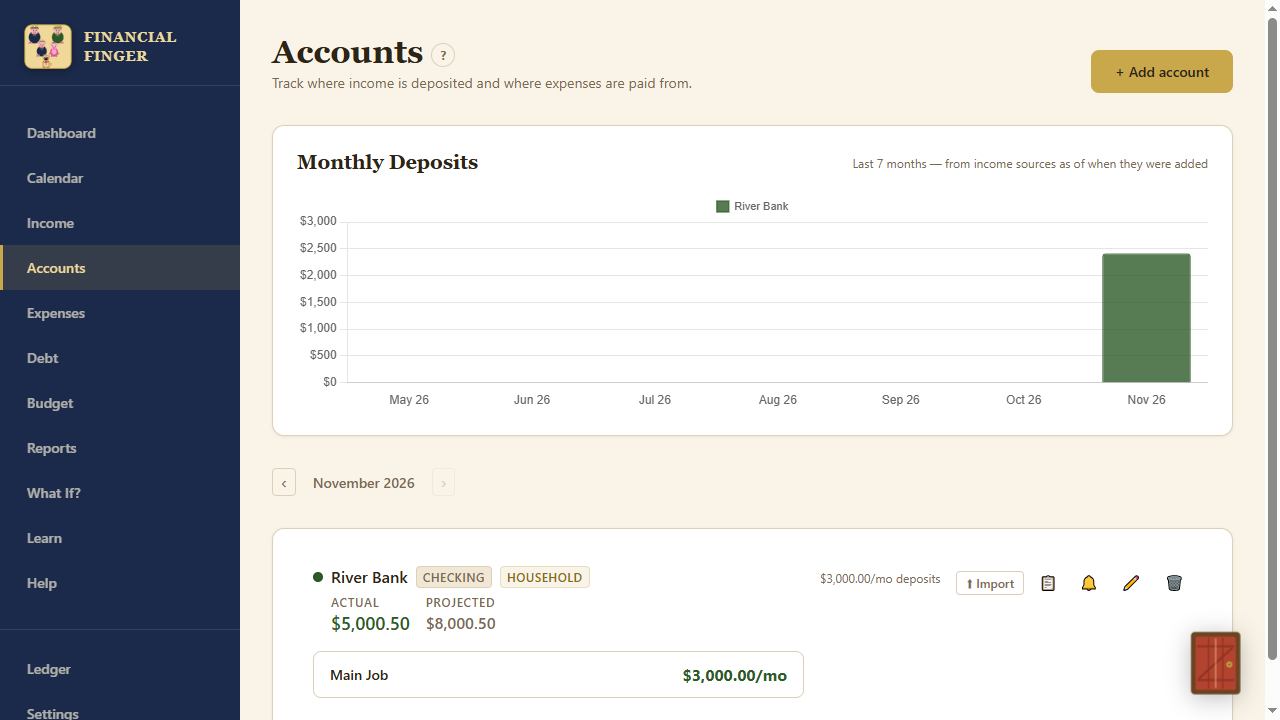 FINANCIAL
FINGER
Dashboard
Calendar
Income
Accounts
Expenses
Debt
Budget
Reports
What If?
Learn
Help
Ledger
Settings
Accounts ?
Track where income is deposited and where expenses are paid from.
+ Add account
Monthly Deposits
Last 7 months — from income sources as of when they were added
River Bank
$3,000
$2,500
$2,000
$1,500
$1,000
$500
$0
May 26 Jun 26 Jul 26 Aug 26 Sep 26 Oct 26 Nov 26
‹ November 2026 ›
River Bank CHECKING HOUSEHOLD
$3,000.00/mo deposits
⬆ Import
ACTUAL PROJECTED
$5,000.50 $8,000.50
Main Job $3,000.00/mo